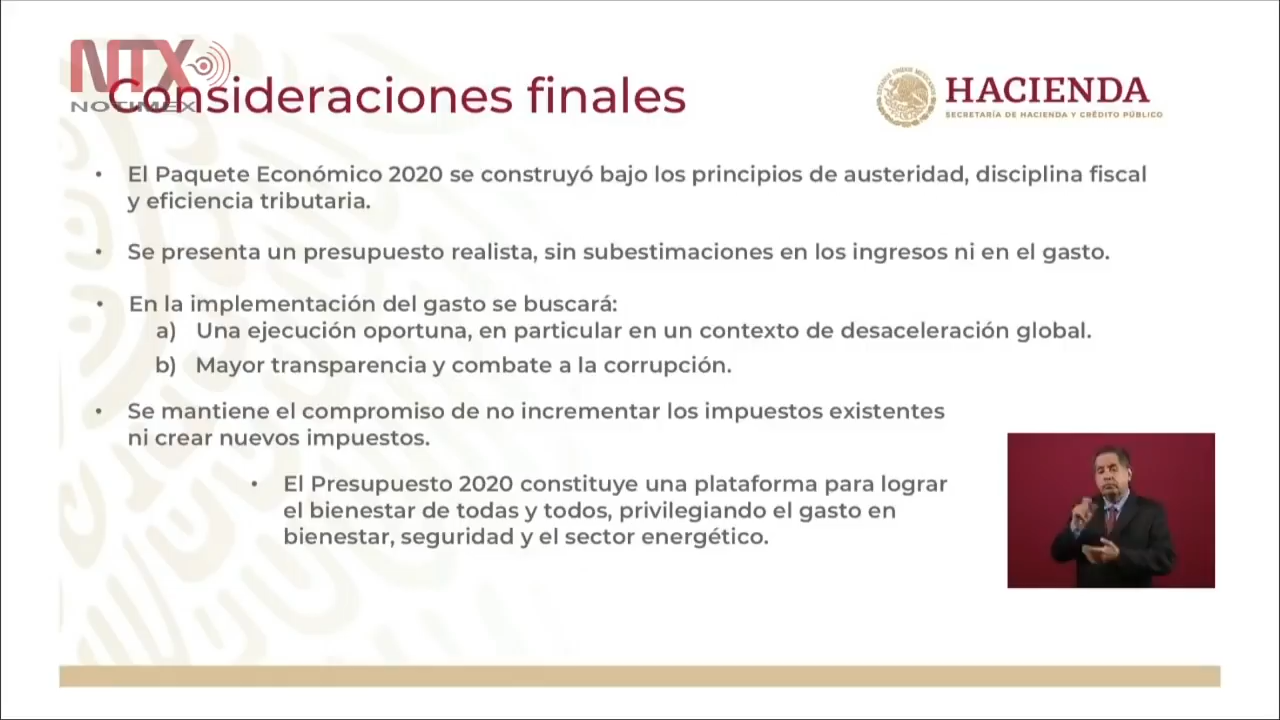 NTX
NOTIMEX
Consideraciones finales
HACIENDA
SECRETARÍA DE HACIENDA Y CRÉDITO PÚBLICO
• El Paquete Económico 2020 se construyó bajo los principios de austeridad, disciplina fiscal
y eficiencia tributaria.
• Se presenta un presupuesto realista, sin subestimaciones en los ingresos ni en el gasto.
• En la implementación del gasto se buscará:
a) Una ejecución oportuna, en particular en un contexto de desaceleración global.
b) Mayor transparencia y combate a la corrupción.
• Se mantiene el compromiso de no incrementar los impuestos existentes
ni crear nuevos impuestos.
• El Presupuesto 2020 constituye una plataforma para lograr
el bienestar de todas y todos, privilegiando el gasto en
bienestar, seguridad y el sector energético.